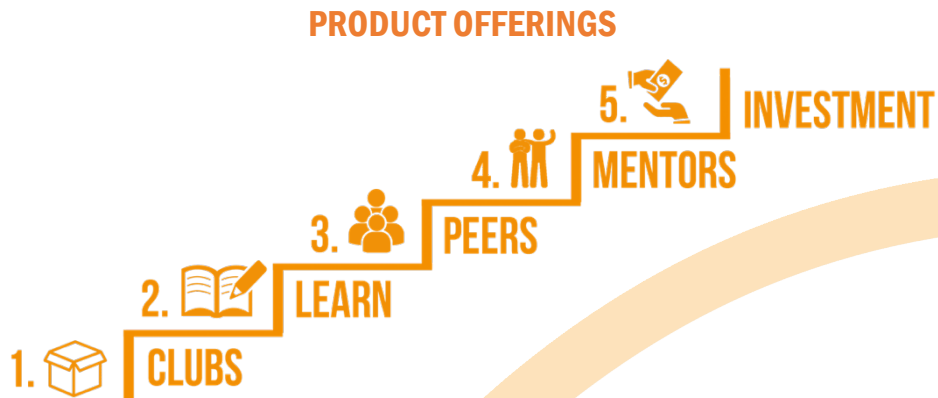 PRODUCT OFFERINGS
1. CLUBS
2. LEARN
3. PEERS
4. MENTORS
5. INVESTMENT